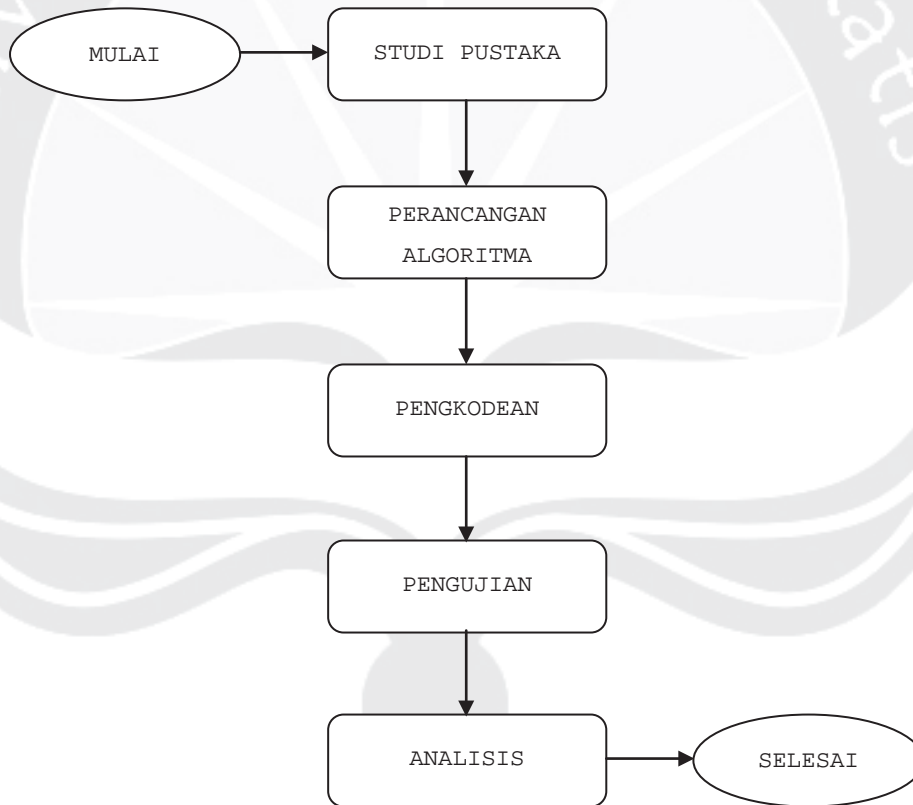 MULAI
STUDI PUSTAKA
PERANCANGAN
ALGORITMA
PENGKODEAN
PENGUJIAN
ANALISIS
SELESAI